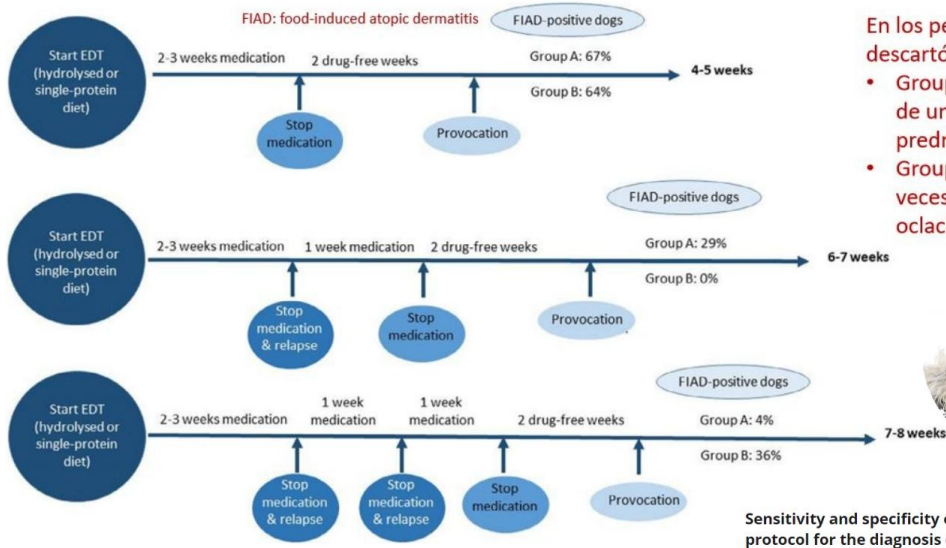 FIAD: food-induced atopic dermatitis
FIAD-positive dogs
Start EDT
(hydrolysed or
single-protein
diet)
2-3 weeks medication
2 drug-free weeks
Group A: 67%
Group B: 64%
4-5 weeks
Stop
medication
Provocation
En los pe
descartó
• Group
de un
predn
• Group
veces
oclac
FIAD-positive dogs
Start EDT
(hydrolysed or
single-protein
diet)
2-3 weeks medication
1 week medication
2 drug-free weeks
Group A: 29%
Group B: 0%
6-7 weeks
Stop
medication
& relapse
Stop
medication
Provocation
FIAD-positive dogs
Start EDT
(hydrolysed or
single-protein
diet)
2-3 weeks medication
1 week
medication
1 week
medication
2 drug-free weeks
Group A: 4%
Group B: 36%
7-8 weeks
Stop
medication
& relapse
Stop
medication
& relapse
Stop
medication
Provocation
Sensitivity and specificity
protocol for the diagnosis